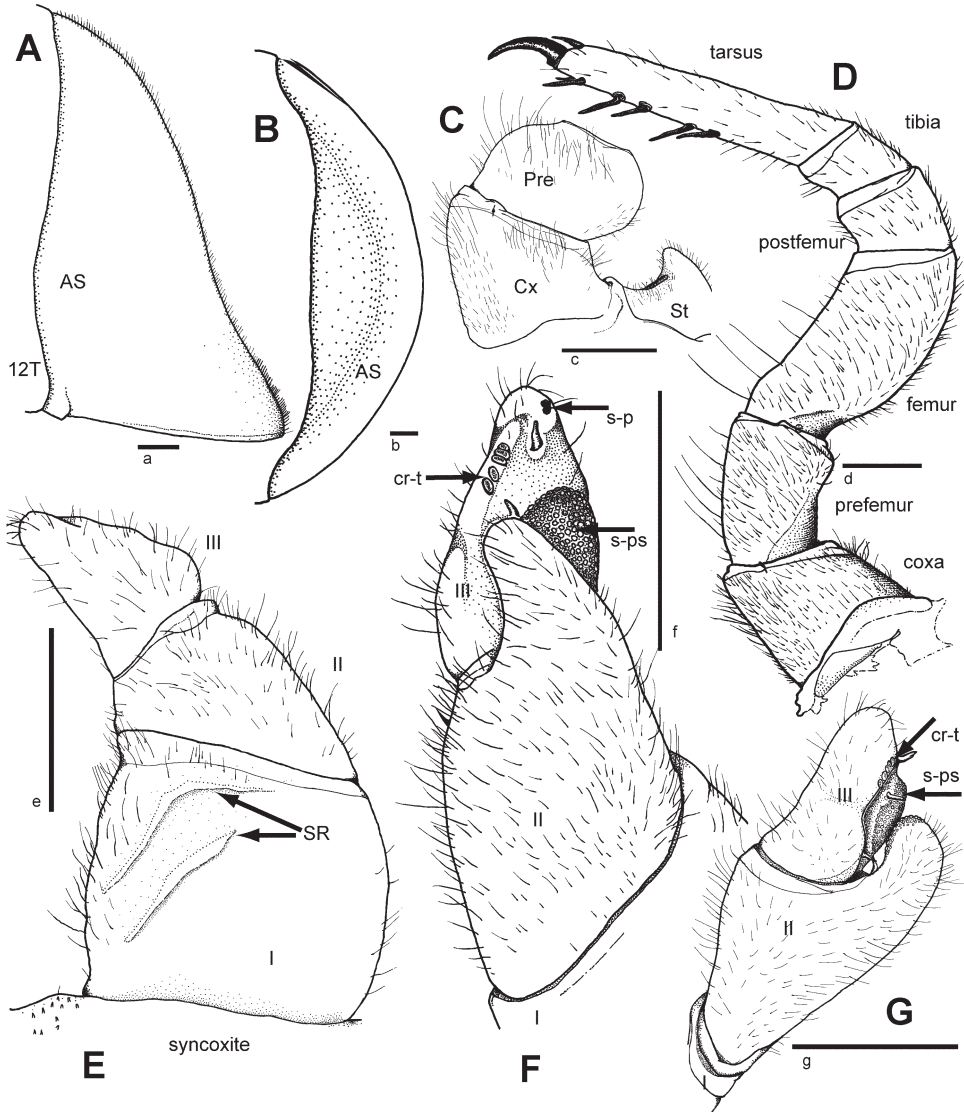 A
AS
12T
a
B
AS
b
C
Pre
Cx
St
c
D
tarsus
tibia
postfemur
femur
prefemur
coxa
d
E
III
II
SR
I
syncoxite
e
F
s-p
cr-t
s-ps
III
II
I
f
G
cr-t
s-ps
III
II
I
g